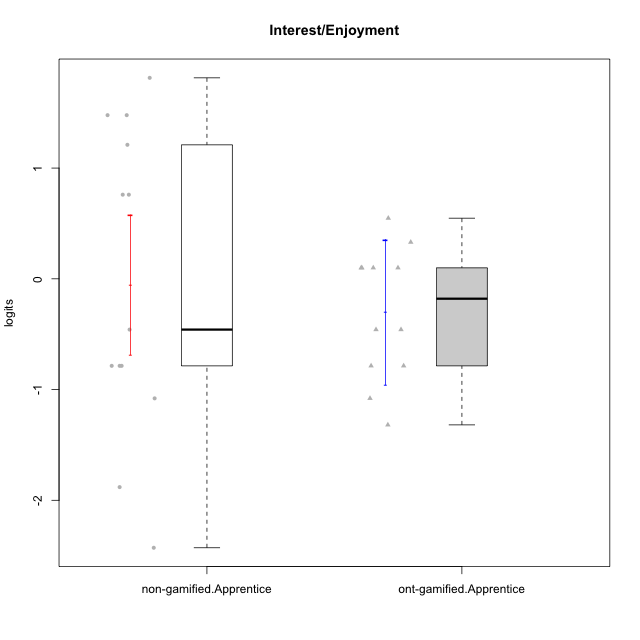 Interest/Enjoyment
logits
1
0
-1
-2
non-gamified.Apprentice
ont-gamified.Apprentice